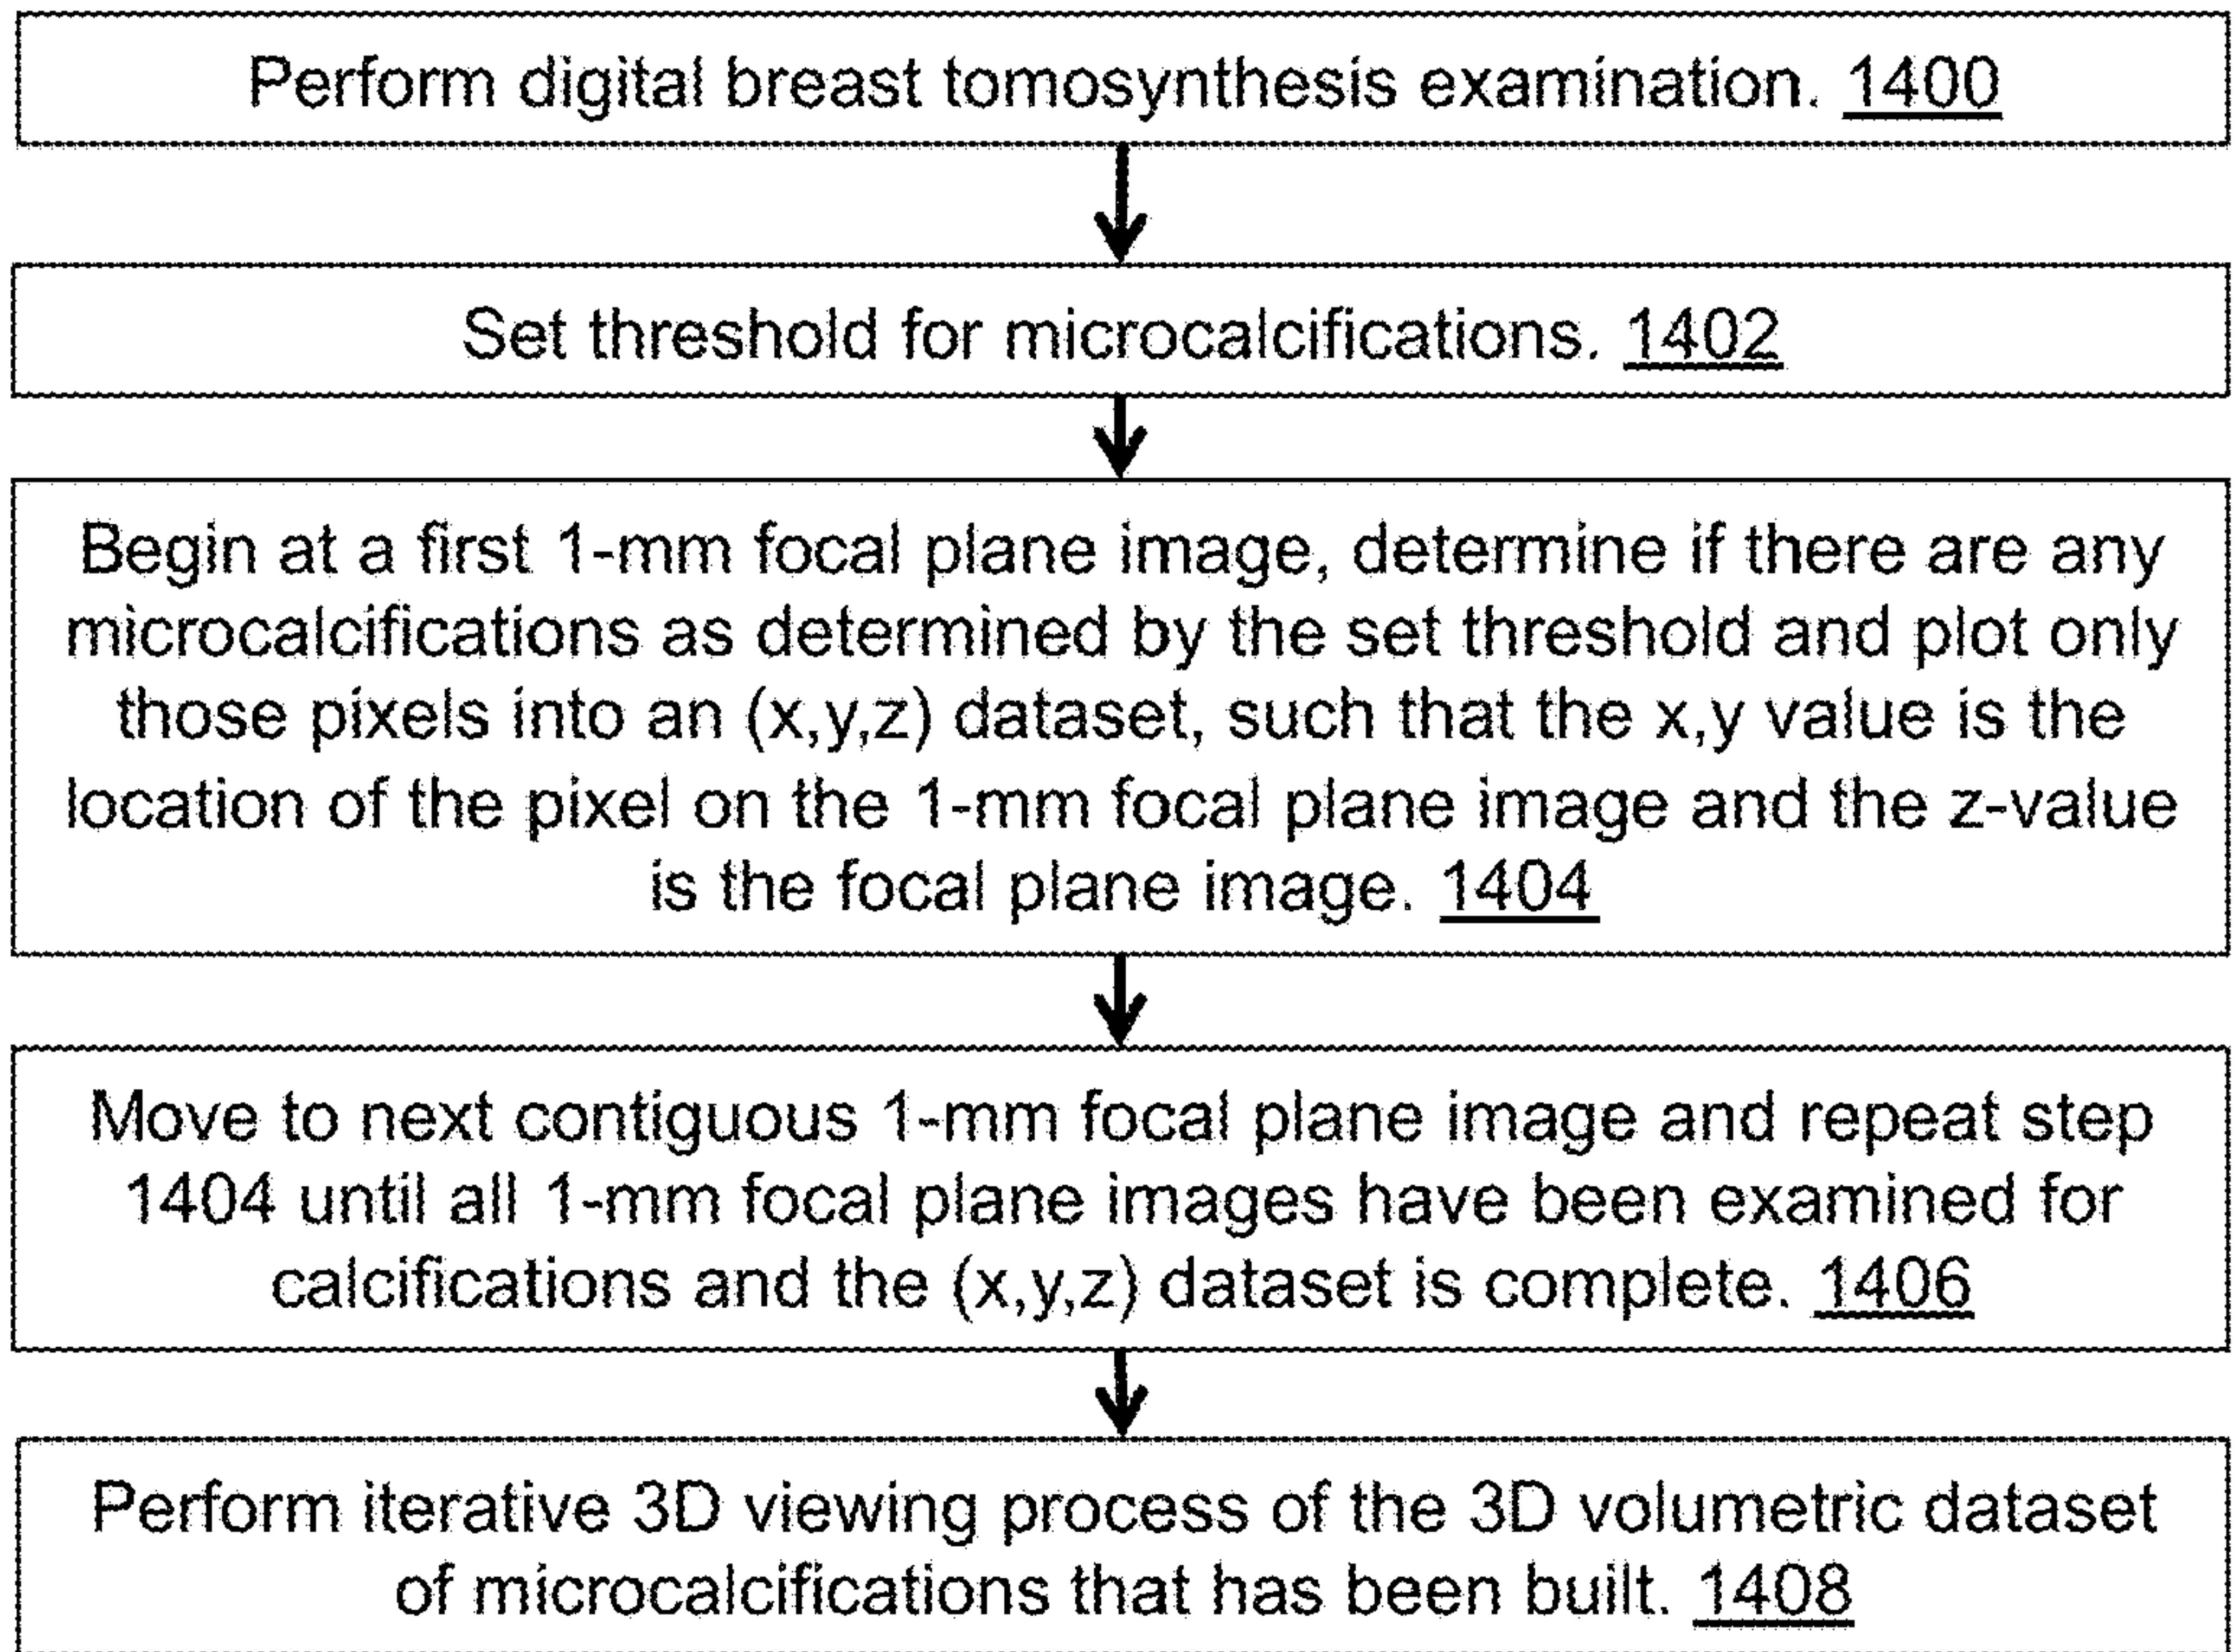 Perform digital breast tomosynthesis examination. 1400
Set threshold for microcalcifications. 1402
Begin at a first 1-mm focal plane image, determine if there are any
microcalcifications as determined by the set threshold and plot only
those pixels into an (x,y,z) dataset, such that the x,y value is the
location of the pixel on the 1-mm focal plane image and the z-value
is the focal plane image. 1404
Move to next contiguous 1-mm focal plane image and repeat step
1404 until all 1-mm focal plane images have been examined for
calcifications and the (x,y,z) dataset is complete. 1406
Perform iterative 3D viewing process of the 3D volumetric dataset
of microcalcifications that has been built. 1408